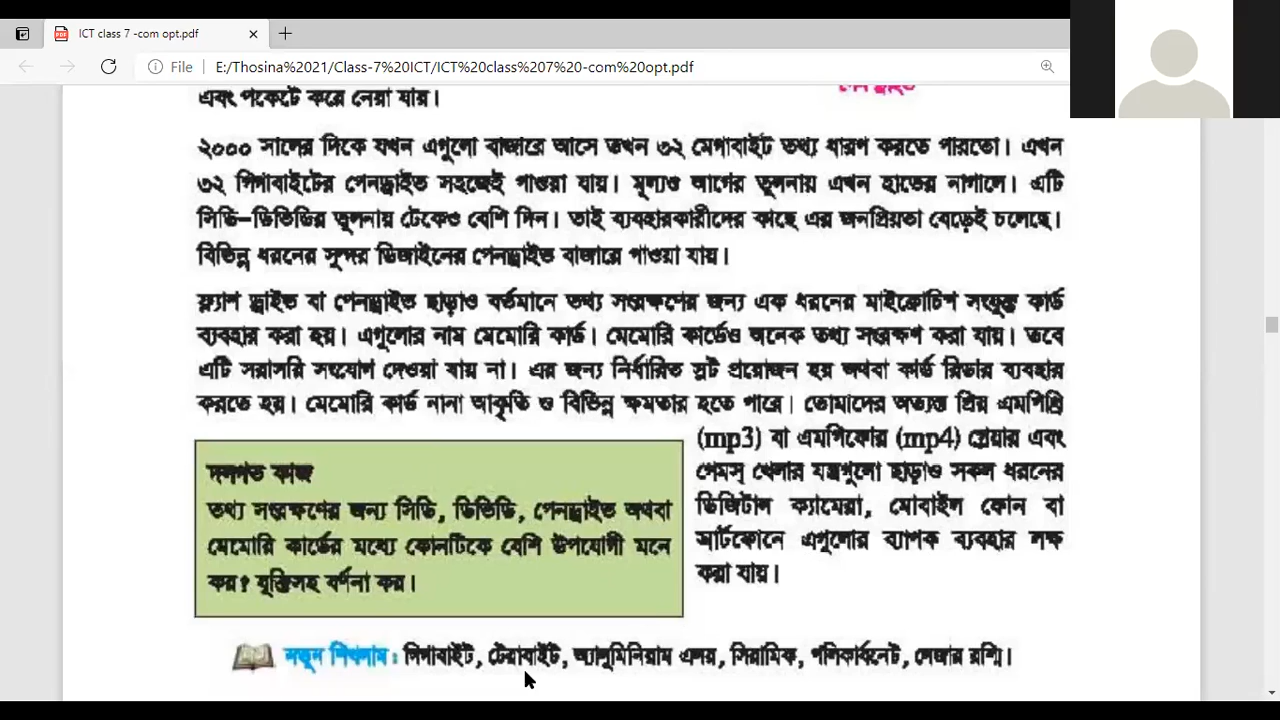 ICT class 7 -com opt.pdf
File E:/Thosina%2021/Class-7%20ICT/ICT%20class%207%20-com%20opt.pdf
এবং পকেটে করে নেয়া যায়।
পেন ড্রাইভ
২০০০ সালের দিকে যখন এগুলো বাজারে আসে তখন ৩২ মেগাবাইট তথ্য ধারণ করতে পারতো। এখন
৩২ গিগাবাইটের পেনড্রাইভ সহজেই পাওয়া যায়। মূল্যও আগের তুলনায় এখন হাতের নাগালে। এটি
সিডি-ডিভিডির তুলনায় টেকেও বেশি দিন। তাই ব্যবহারকারীদের কাছে এর জনপ্রিয়তা বেড়েই চলেছে।
বিভিন্ন ধরনের সুন্দর ডিজাইনের পেনড্রাইভ বাজারে পাওয়া যায়।
ফ্ল্যাশ ড্রাইভ বা পেনড্রাইভ ছাড়াও বর্তমানে তথ্য সংরক্ষণের জন্য এক ধরনের মাইক্রোচিপ সংযুক্ত কার্ড
ব্যবহার করা হয়। এগুলোর নাম মেমোরি কার্ড। মেমোরি কার্ডেও অনেক তথ্য সংরক্ষণ করা যায়। তবে
এটি সরাসরি সংযোগ দেওয়া যায় না। এর জন্য নির্ধারিত স্লট প্রয়োজন হয় অথবা কার্ড রিডার ব্যবহার
করতে হয়। মেমোরি কার্ড নানা আকৃতি ও বিভিন্ন ক্ষমতার হতে পারে। তোমাদের অত্যন্ত প্রিয় এমপিথ্রি
(mp3) বা এমপিফোর (mp4) প্লেয়ার এবং
গেমস্ খেলার যন্ত্রগুলো ছাড়াও সকল ধরনের
ডিজিটাল ক্যামেরা, মোবাইল ফোন বা
স্মার্টফোনে এগুলোর ব্যাপক ব্যবহার লক্ষ
করা যায়।
দলগত কাজ
তথ্য সংরক্ষণের জন্য সিডি, ডিভিডি, পেনড্রাইভ অথবা
মেমোরি কার্ডের মধ্যে কোনটিকে বেশি উপযোগী মনে
কর? যুক্তিসহ বর্ণনা কর।
নতুন শিখলাম : গিগাবাইট, টেরাবাইট, অ্যালুমিনিয়াম এলয়, সিরামিক, পলিকার্বনেট, লেজার রশ্মি।